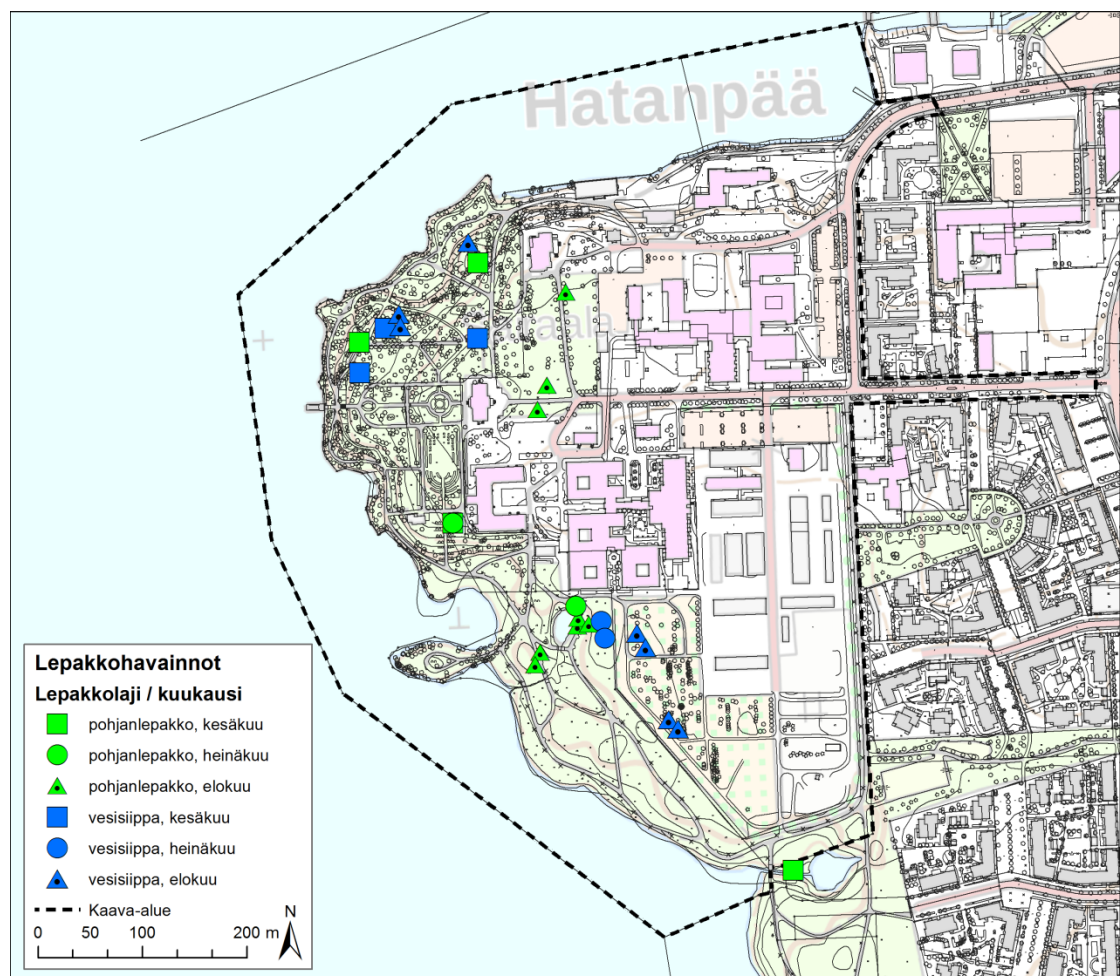 Hatanpää
Lepakkohavainnot
Lepakkolaji / kuukausi
pohjanlepakko, kesäkuu
pohjanlepakko, heinäkuu
pohjanlepakko, elokuu
vesisiippa, kesäkuu
vesisiippa, heinäkuu
vesisiippa, elokuu
Kaava-alue
N
0 50 100 200 m